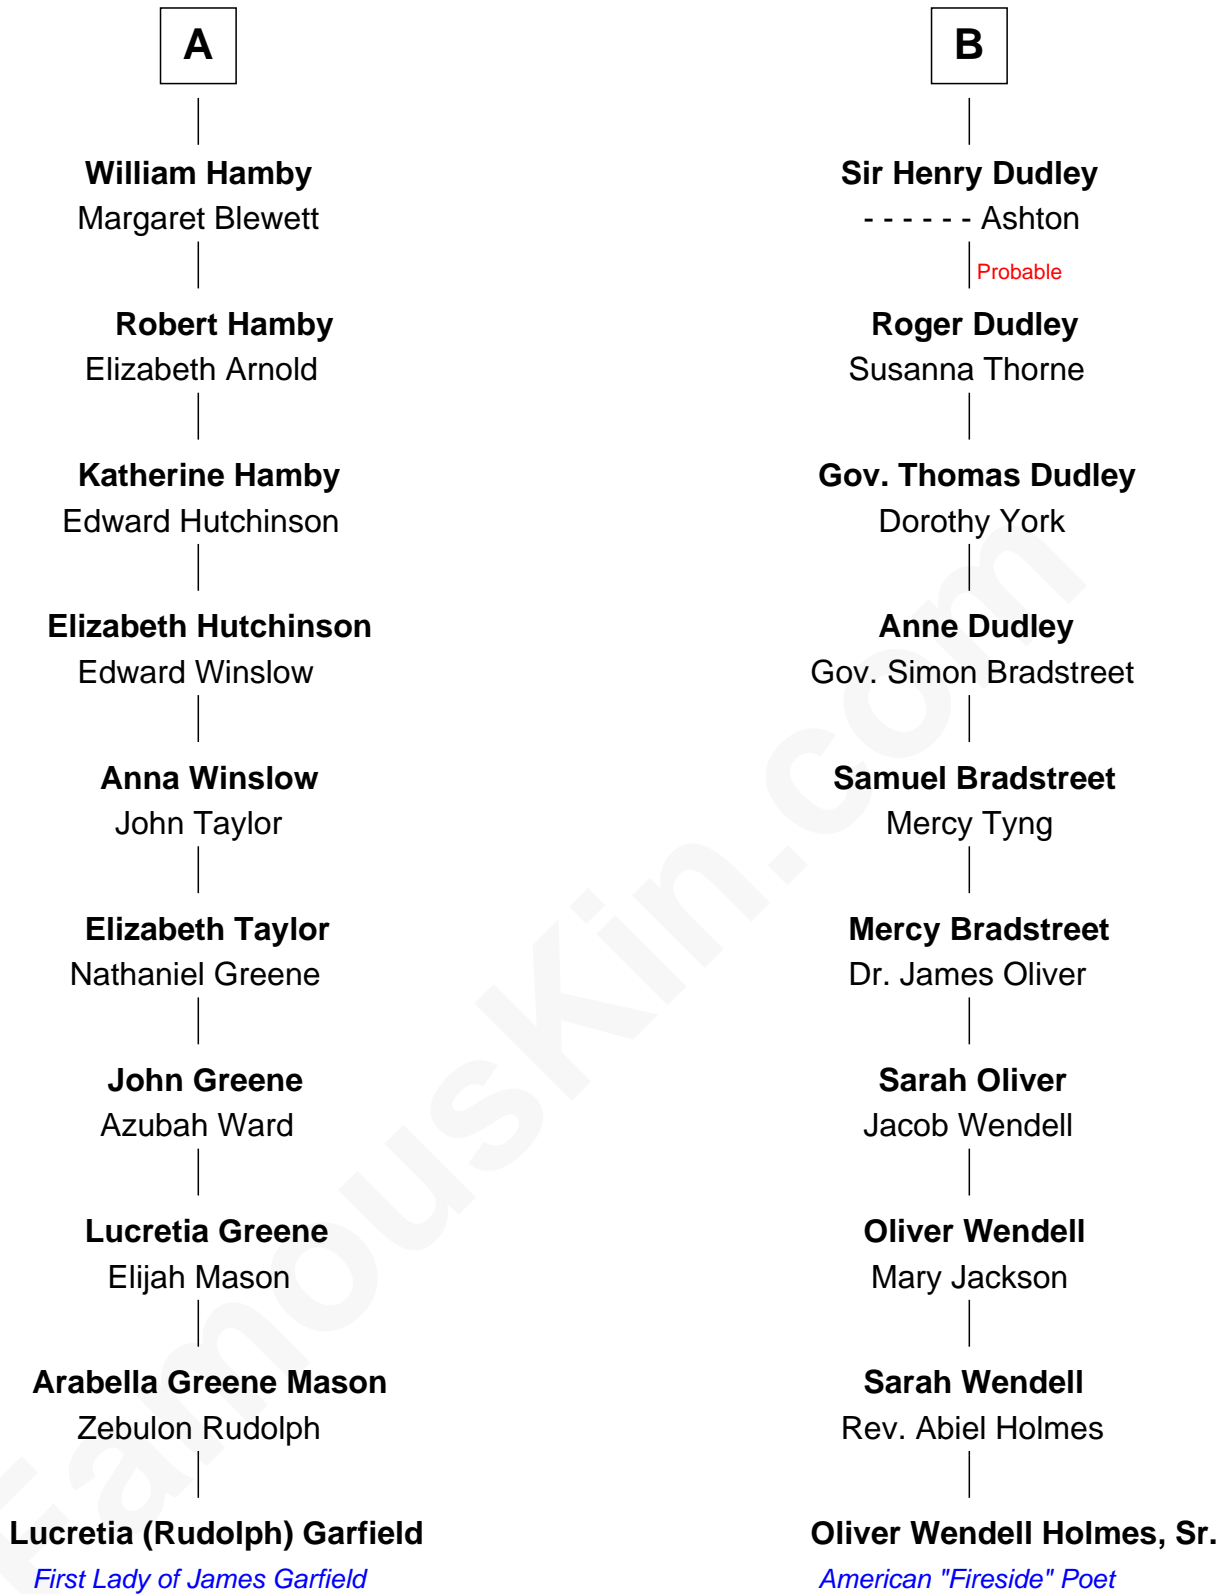 A
William Hamby
Margaret Blewett
Robert Hamby
Elizabeth Arnold
Katherine Hamby
Edward Hutchinson
Elizabeth Hutchinson
Edward Winslow
Anna Winslow
John Taylor
Elizabeth Taylor
Nathaniel Greene
John Greene
Azubah Ward
Lucretia Greene
Elijah Mason
Arabella Greene Mason
Zebulon Rudolph
Lucretia (Rudolph) Garfield
First Lady of James Garfield
B
Sir Henry Dudley
- - - - - - Ashton
Probable
Roger Dudley
Susanna Thorne
Gov. Thomas Dudley
Dorothy York
Anne Dudley
Gov. Simon Bradstreet
Samuel Bradstreet
Mercy Tyng
Mercy Bradstreet
Dr. James Oliver
Sarah Oliver
Jacob Wendell
Oliver Wendell
Mary Jackson
Sarah Wendell
Rev. Abiel Holmes
Oliver Wendell Holmes, Sr.
American "Fireside" Poet
FamousKin.com